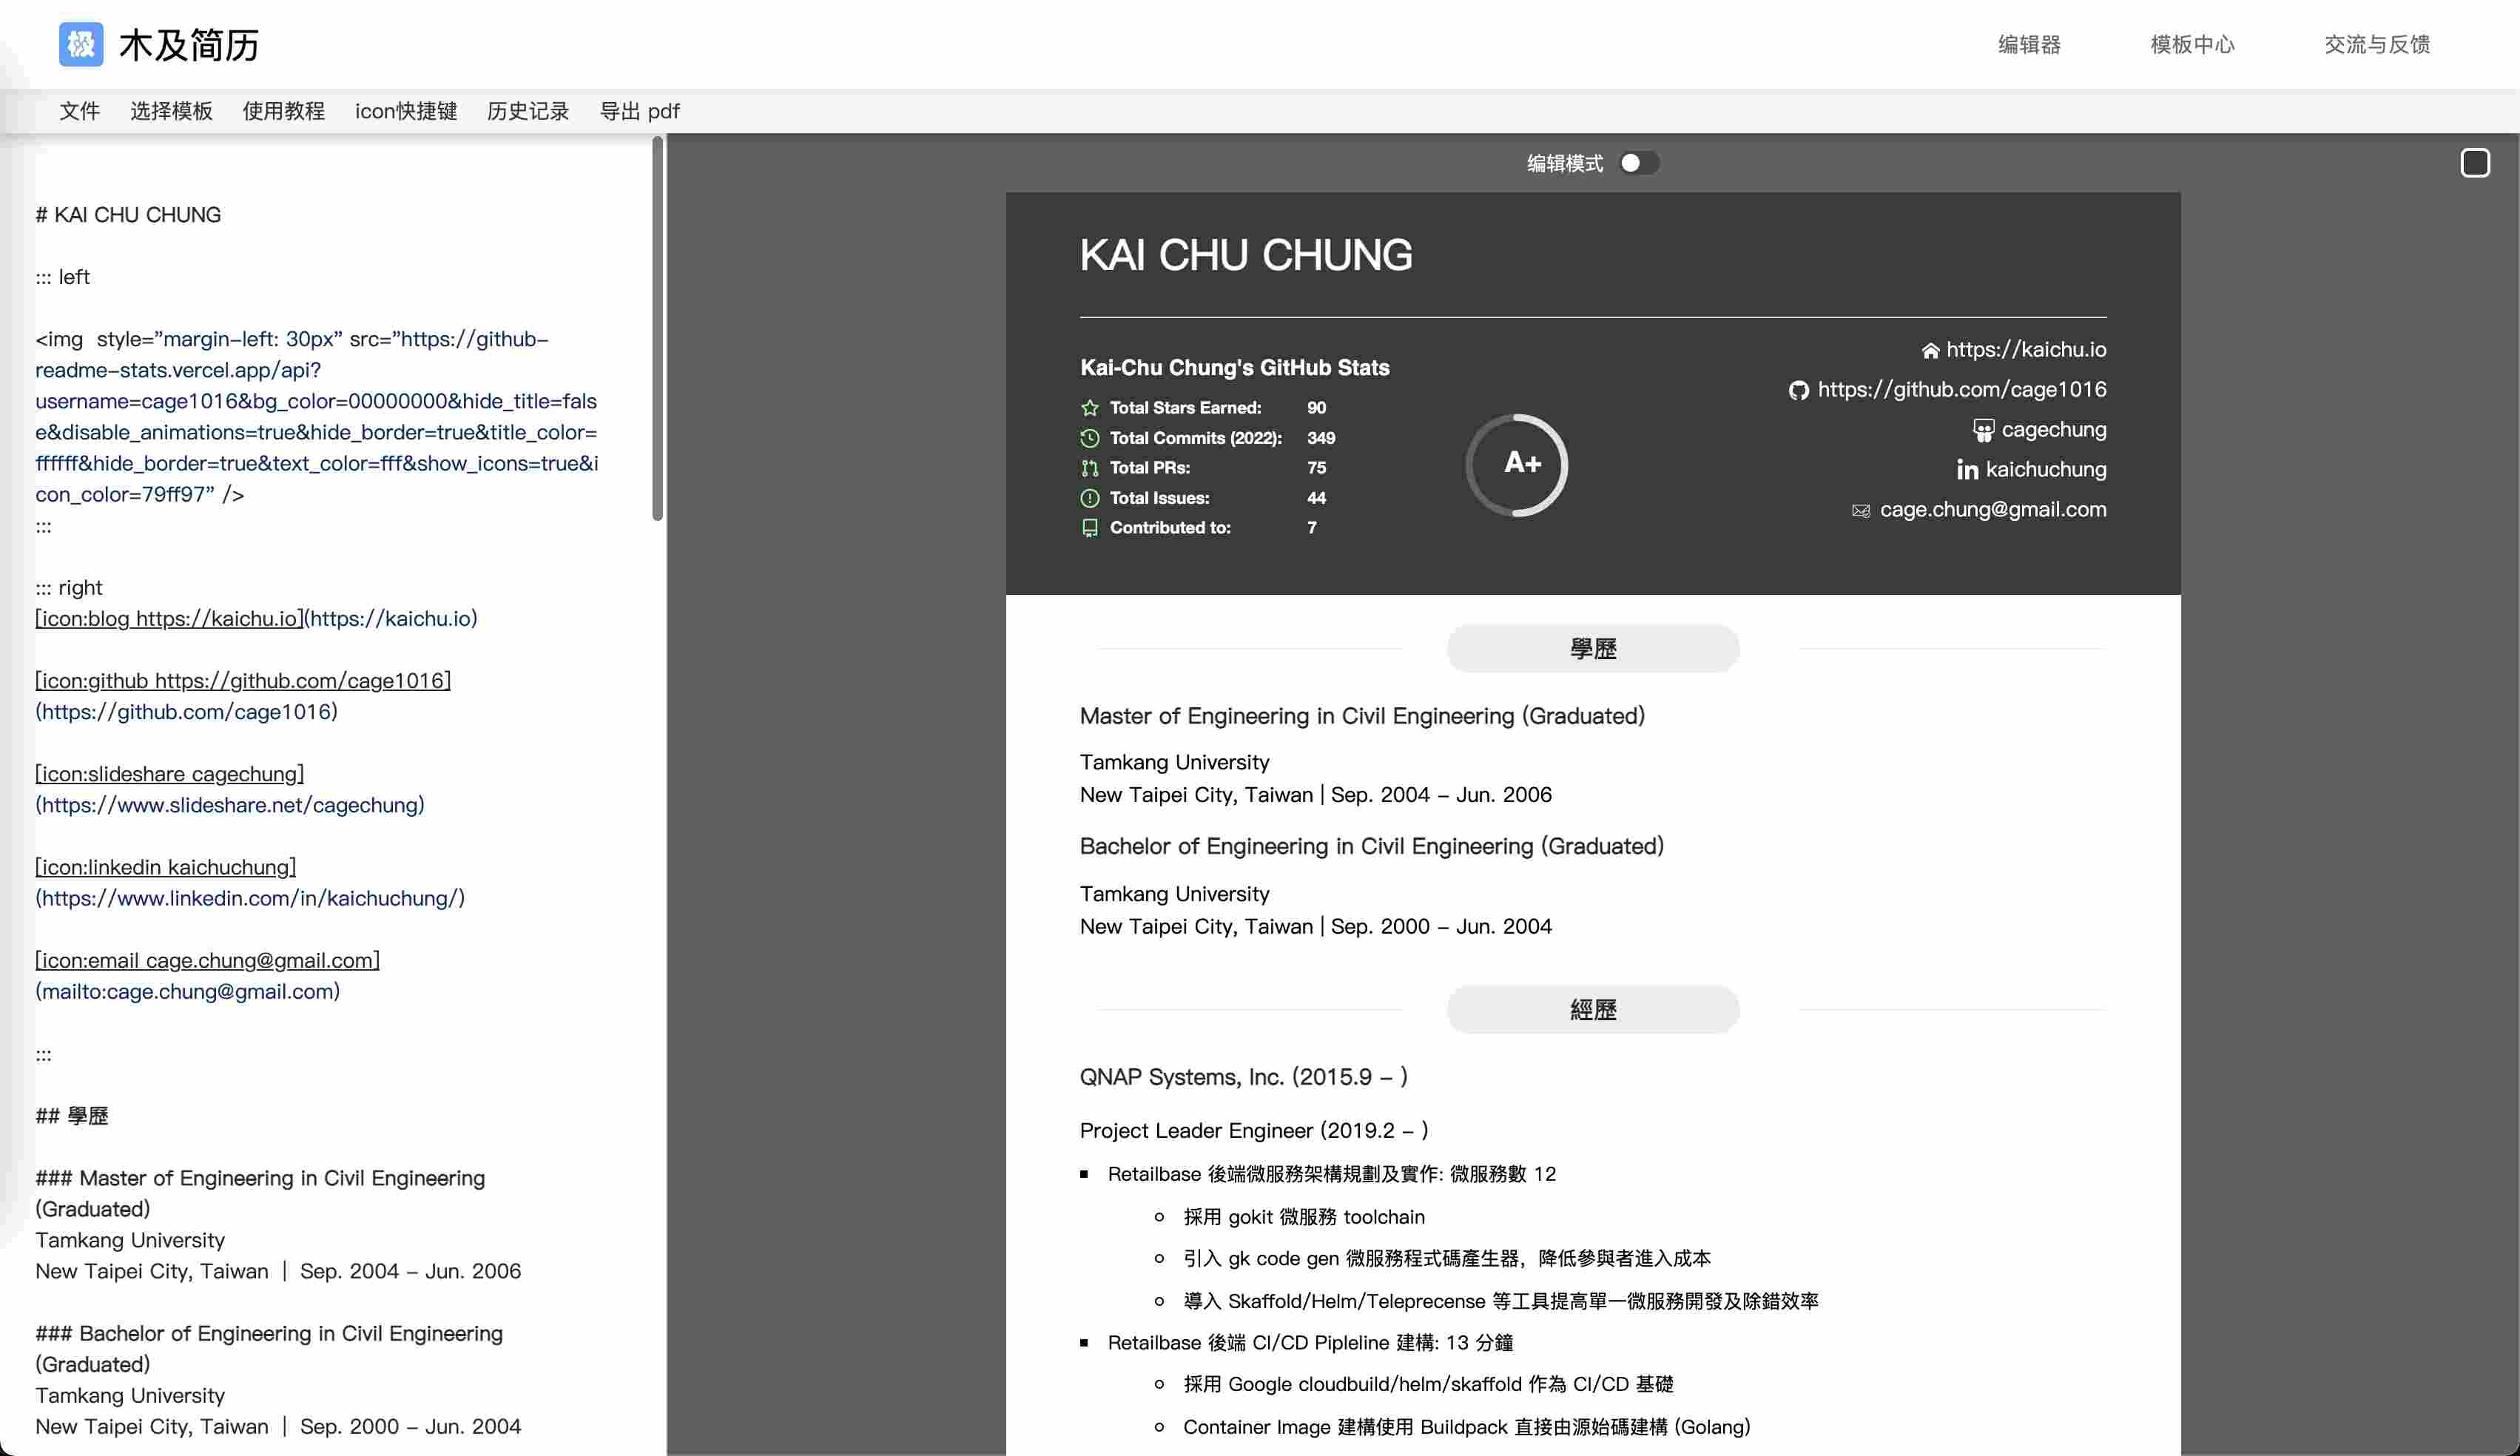 极 木及简历
编辑器 模板中心 交流与反馈
文件 选择模板 使用教程 icon快捷键 历史记录 导出 pdf
# KAI CHU CHUNG
::: left
<img  style="margin-left: 30px" src="https://github-
readme-stats.vercel.app/api?
username=cage1016&bg_color=00000000&hide_title=fals
e&disable_animations=true&hide_border=true&title_color=
ffffff&hide_border=true&text_color=fff&show_icons=true&i
con_color=79ff97" />
:::
::: right
[icon:blog https://kaichu.io](https://kaichu.io)
[icon:github https://github.com/cage1016]
(https://github.com/cage1016)
[icon:slideshare cagechung]
(https://www.slideshare.net/cagechung)
[icon:linkedin kaichuchung]
(https://www.linkedin.com/in/kaichuchung/)
[icon:email cage.chung@gmail.com]
(mailto:cage.chung@gmail.com)
:::
## 學歷
### Master of Engineering in Civil Engineering
(Graduated)
Tamkang University
New Taipei City, Taiwan | Sep. 2004 - Jun. 2006
### Bachelor of Engineering in Civil Engineering
(Graduated)
Tamkang University
New Taipei City, Taiwan | Sep. 2000 - Jun. 2004
编辑模式
KAI CHU CHUNG
Kai-Chu Chung's GitHub Stats
Total Stars Earned: 90
Total Commits (2022): 349
Total PRs: 75
Total Issues: 44
Contributed to: 7
A+
https://kaichu.io
https://github.com/cage1016
cagechung
in kaichuchung
cage.chung@gmail.com
學歷
Master of Engineering in Civil Engineering (Graduated)
Tamkang University
New Taipei City, Taiwan | Sep. 2004 - Jun. 2006
Bachelor of Engineering in Civil Engineering (Graduated)
Tamkang University
New Taipei City, Taiwan | Sep. 2000 - Jun. 2004
經歷
QNAP Systems, Inc. (2015.9 - )
Project Leader Engineer (2019.2 - )
▪ Retailbase 後端微服務架構規劃及實作: 微服務數 12
○ 採用 gokit 微服務 toolchain
○ 引入 gk code gen 微服務程式碼產生器，降低參與者進入成本
○ 導入 Skaffold/Helm/Teleprecense 等工具提高單一微服務開發及除錯效率
▪ Retailbase 後端 CI/CD Pipleline 建構: 13 分鐘
○ 採用 Google cloudbuild/helm/skaffold 作為 CI/CD 基礎
○ Container Image 建構使用 Buildpack 直接由源始碼建構 (Golang)